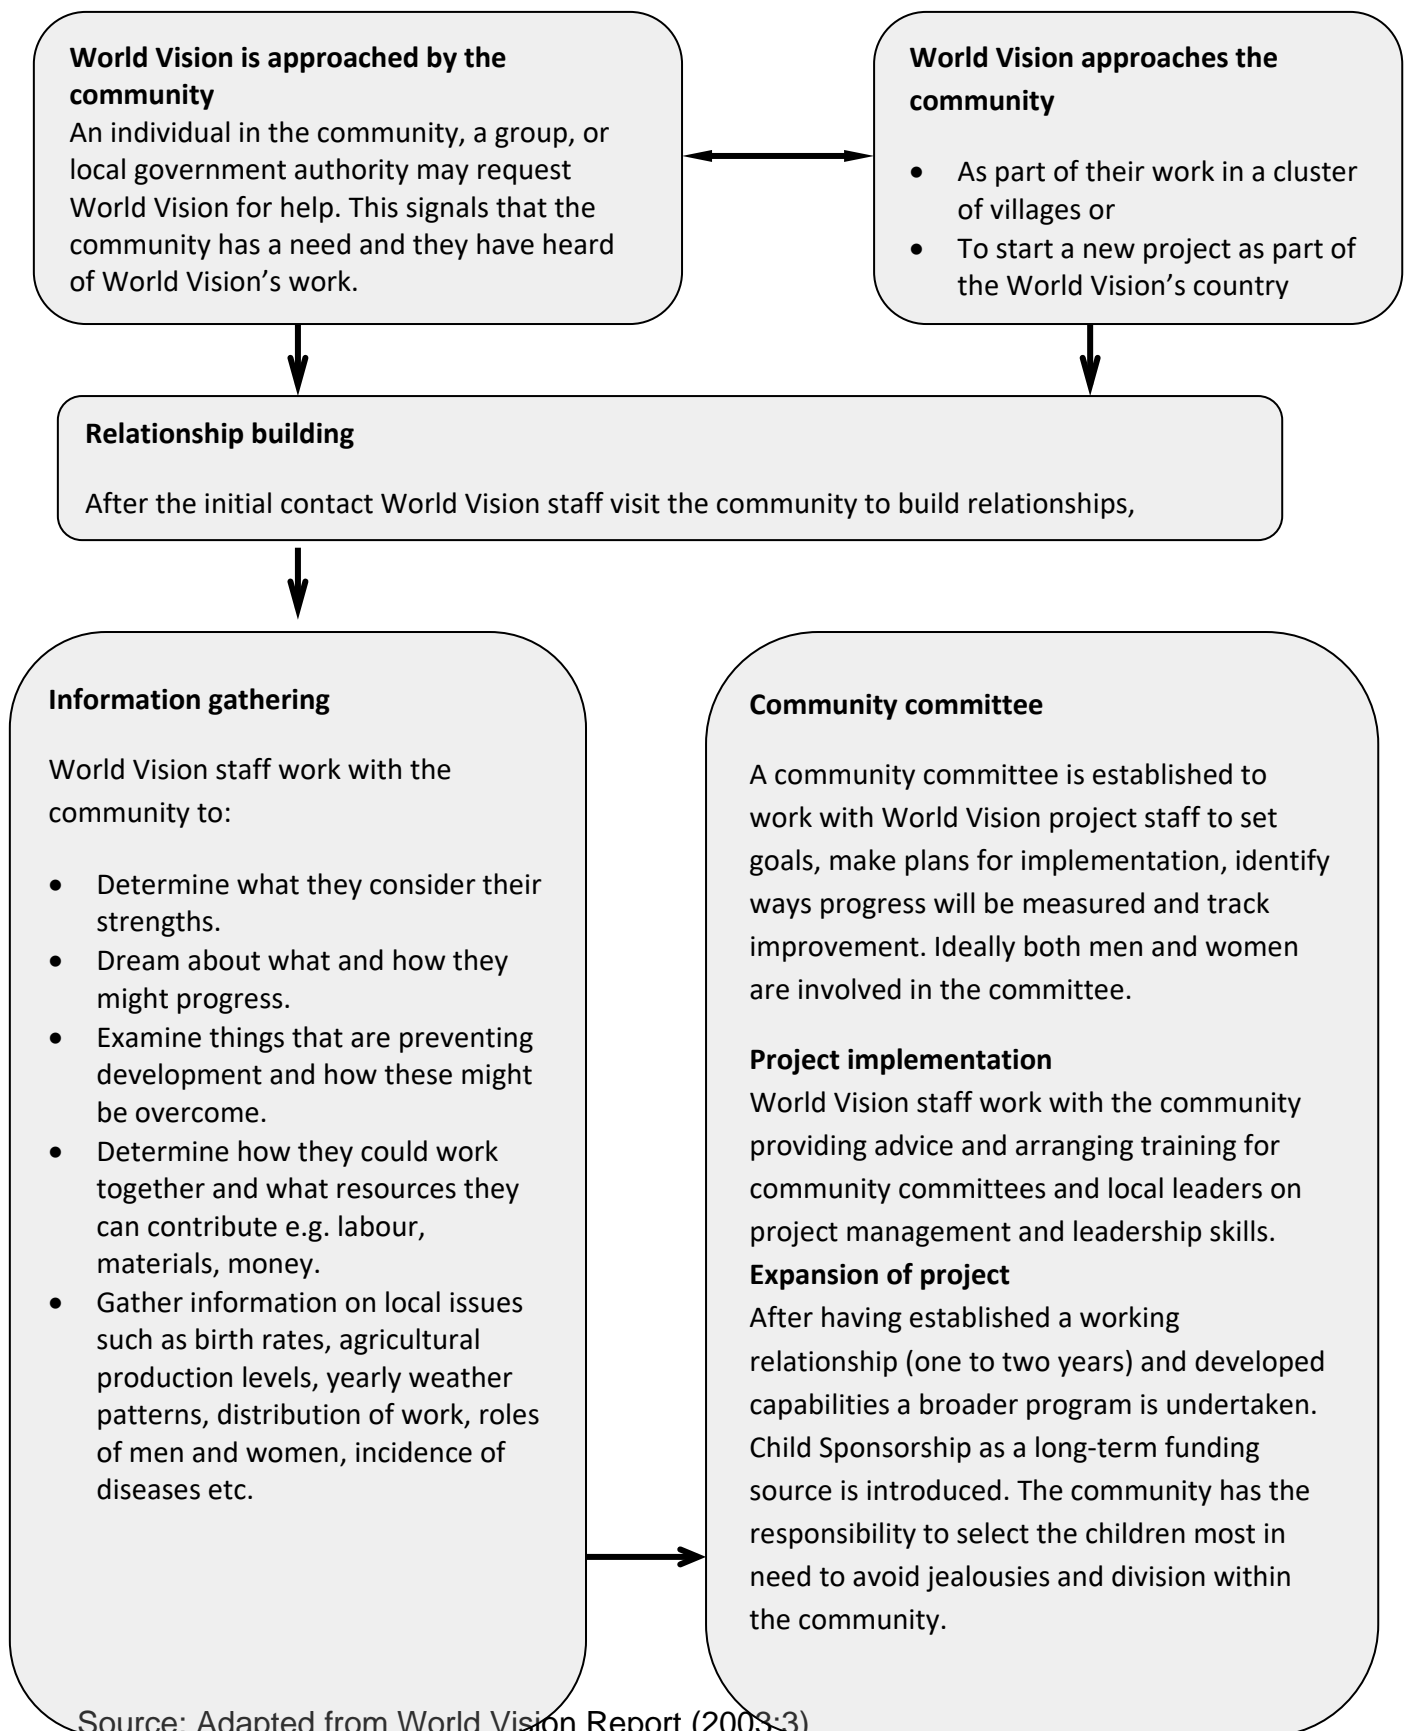 World Vision is approached by the
community
An individual in the community, a group, or
local government authority may request
World Vision for help. This signals that the
community has a need and they have heard
of World Vision’s work.
World Vision approaches the
community
• As part of their work in a cluster
of villages or
• To start a new project as part of
the World Vision’s country
Relationship building
After the initial contact World Vision staff visit the community to build relationships,
Information gathering
World Vision staff work with the
community to:
• Determine what they consider their
strengths.
• Dream about what and how they
might progress.
• Examine things that are preventing
development and how these might
be overcome.
• Determine how they could work
together and what resources they
can contribute e.g. labour,
materials, money.
• Gather information on local issues
such as birth rates, agricultural
production levels, yearly weather
patterns, distribution of work, roles
of men and women, incidence of
diseases etc.
Community committee
A community committee is established to
work with World Vision project staff to set
goals, make plans for implementation, identify
ways progress will be measured and track
improvement. Ideally both men and women
are involved in the committee.
Project implementation
World Vision staff work with the community
providing advice and arranging training for
community committees and local leaders on
project management and leadership skills.
Expansion of project
After having established a working
relationship (one to two years) and developed
capabilities a broader program is undertaken.
Child Sponsorship as a long-term funding
source is introduced. The community has the
responsibility to select the children most in
need to avoid jealousies and division within
the community.
Source: Adapted from World Vision Report (2003:3)